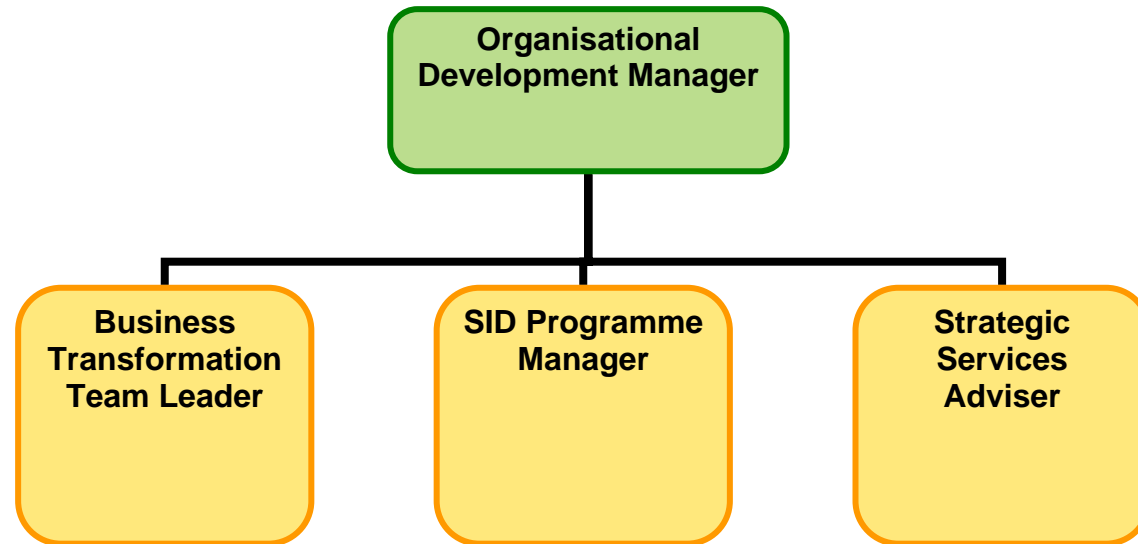 Organisational
Development Manager
Business
Transformation
Team Leader
SID Programme
Manager
Strategic
Services
Adviser